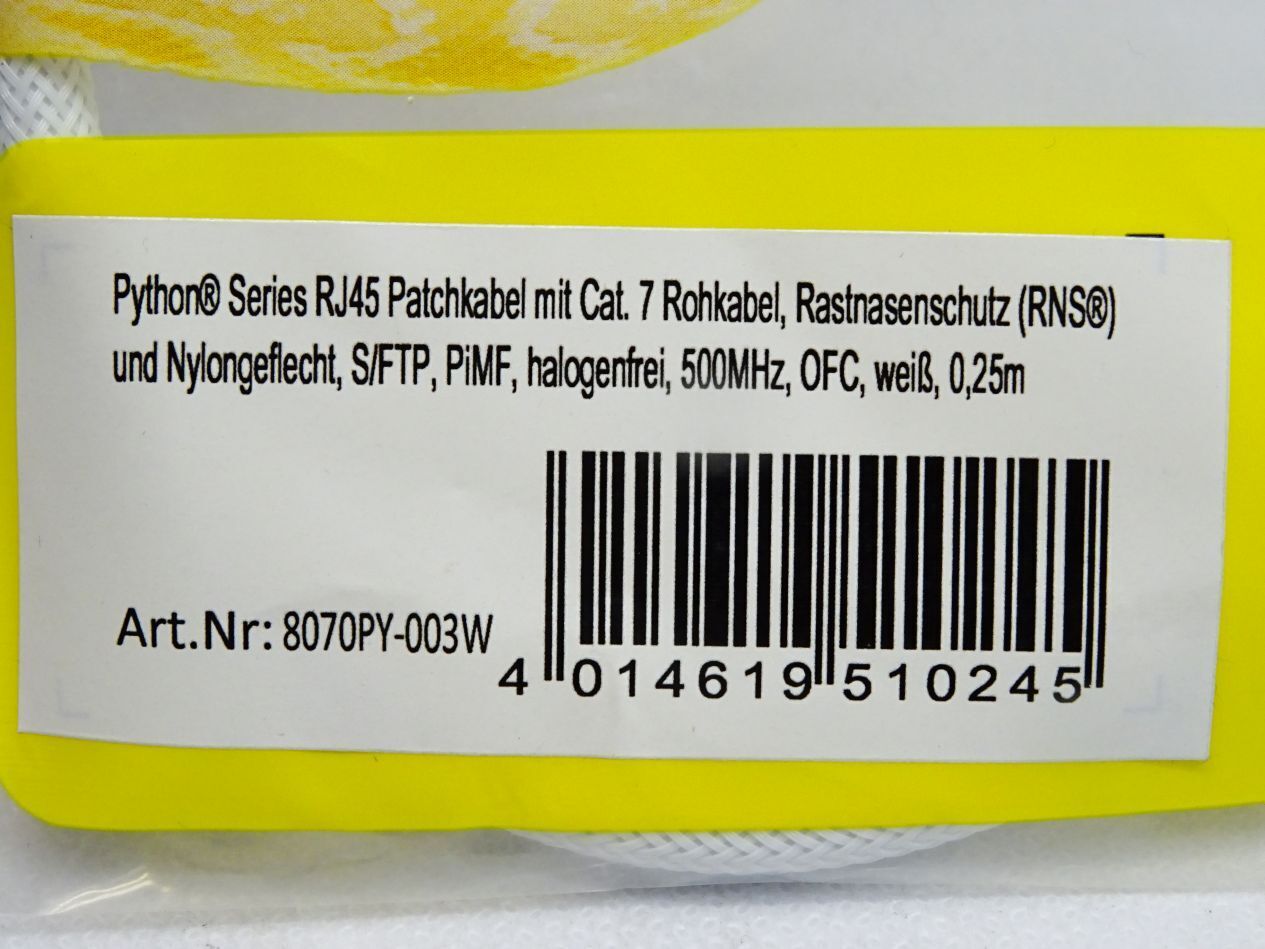 Python® Series RJ45 Patchkabel mit Cat. 7 Rohkabel, Rastnasenschutz (RNS®)
und Nylongeflecht, S/FTP, PiMF, halogenfrei, 500MHz, OFC, weiß, 0,25m
Art.Nr: 8070PY-003W
4 014619 510245